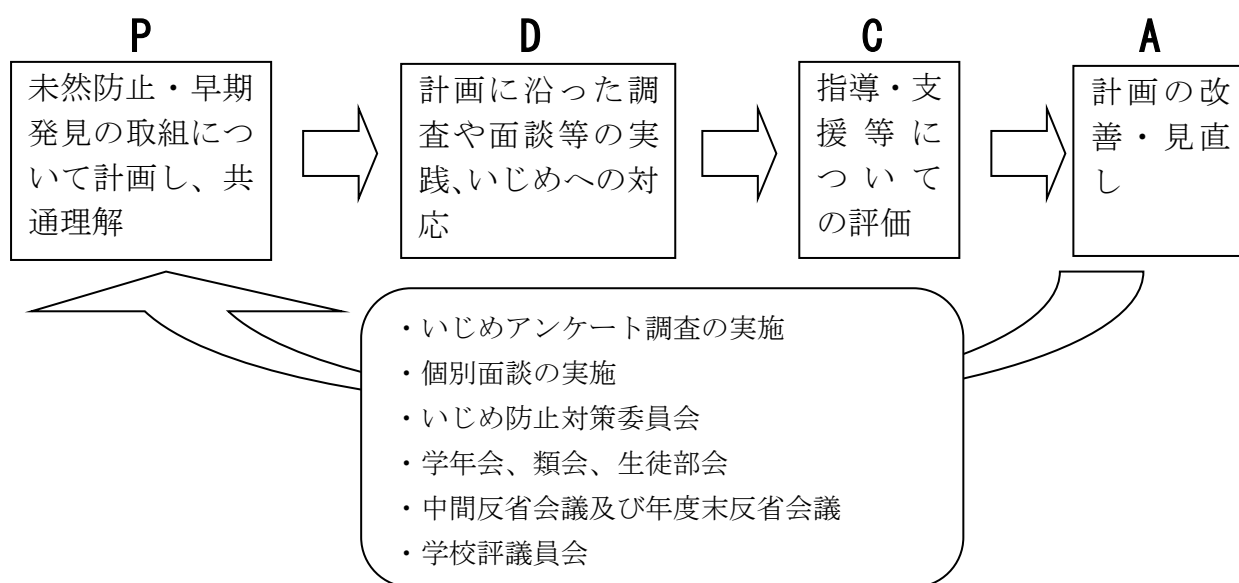 P
未然防止・早期
発見の取組につ
いて計画し、共
通理解
D
計画に沿った調
査や面談等の実
践、いじめへの対
応
C
指導・支
援等に
ついて
の評価
A
計画の改
善・見直
し
・いじめアンケート調査の実施
・個別面談の実施
・いじめ防止対策委員会
・学年会、類会、生徒部会
・中間反省会議及び年度末反省会議
・学校評議員会